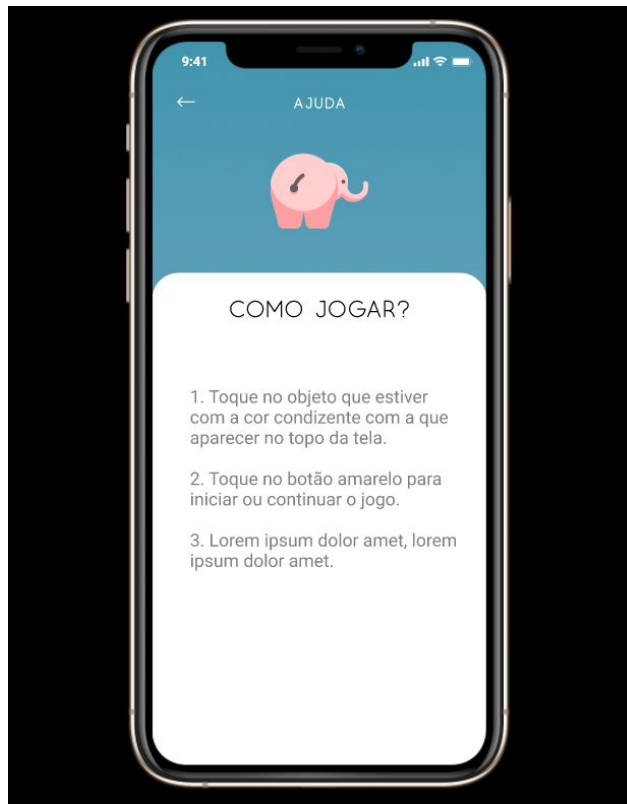 9:41
AJUDA
COMO JOGAR?
1. Toque no objeto que estiver
com a cor condizente com a que
aparecer no topo da tela.
2. Toque no botão amarelo para
iniciar ou continuar o jogo.
3. Lorem ipsum dolor amet, lorem
ipsum dolor amet.